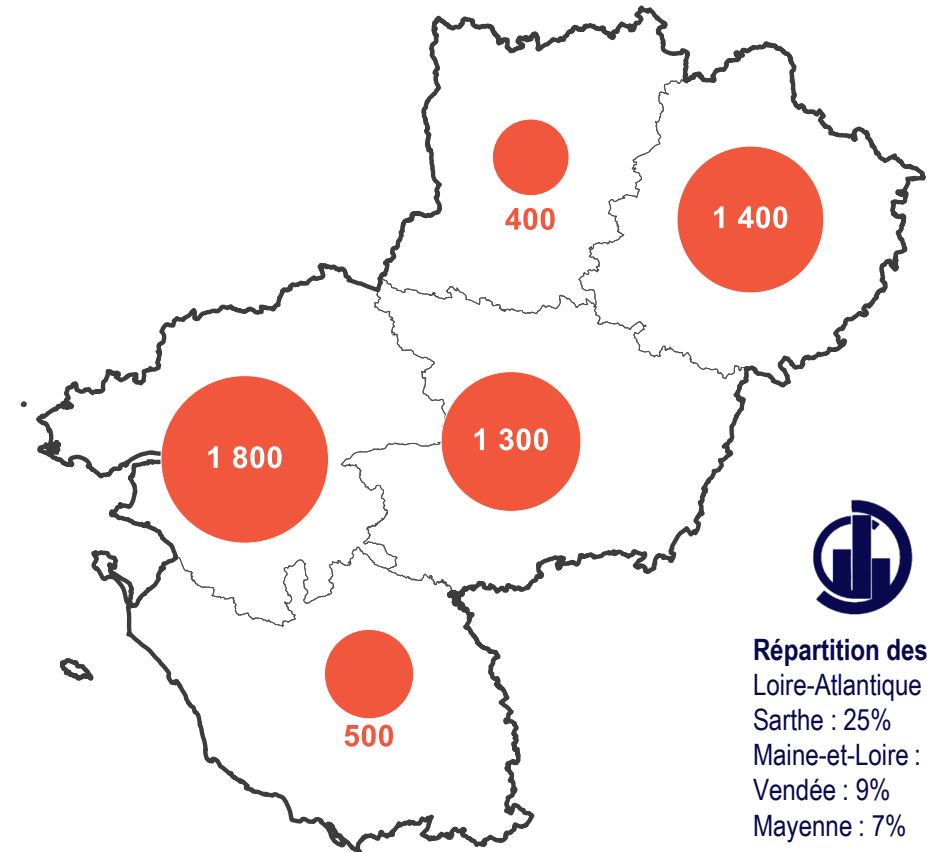 400
1 400
1 800
1 300
500
Répartition des
Loire-Atlantique
Sarthe : 25%
Maine-et-Loire :
Vendée : 9%
Mayenne : 7%